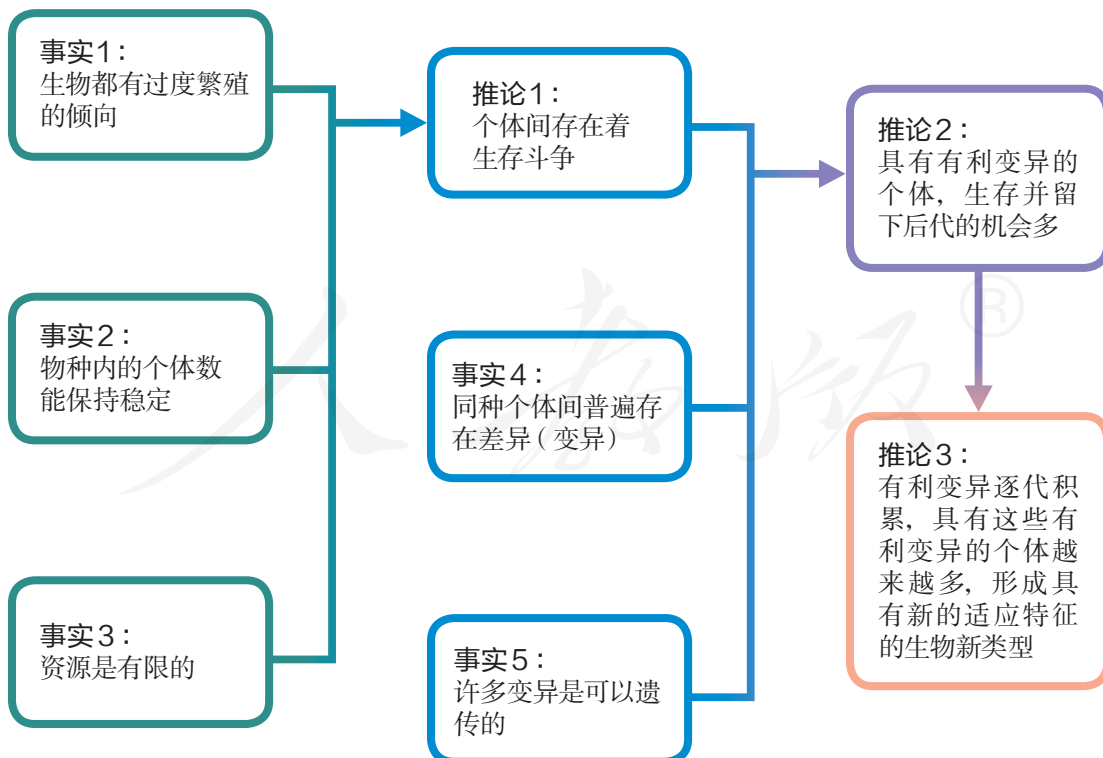 事实1：
生物都有过度繁殖
的倾向
事实2：
物种内的个体数
能保持稳定
事实3：
资源是有限的
推论1：
个体间存在着
生存斗争
事实4：
同种个体间普遍存
在差异（变异）
事实5：
许多变异是可以遗
传的
推论2：
具有有利变异的
个体，生存并留
下后代的机会多
推论3：
有利变异逐代积
累，具有这些有
利变异的个体越
来越多，形成具
有新的适应特征
的生物新类型
人教版®